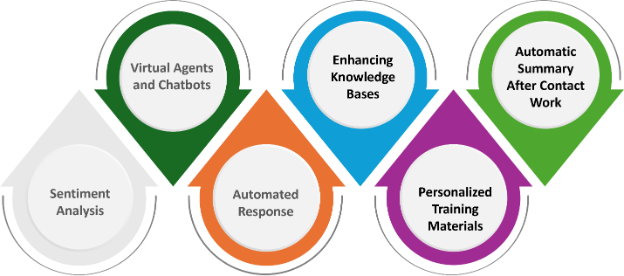 Sentiment
Analysis
Virtual Agents
and Chatbots
Automated
Response
Enhancing
Knowledge
Bases
Personalized
Training
Materials
Automatic
Summary
After Contact
Work